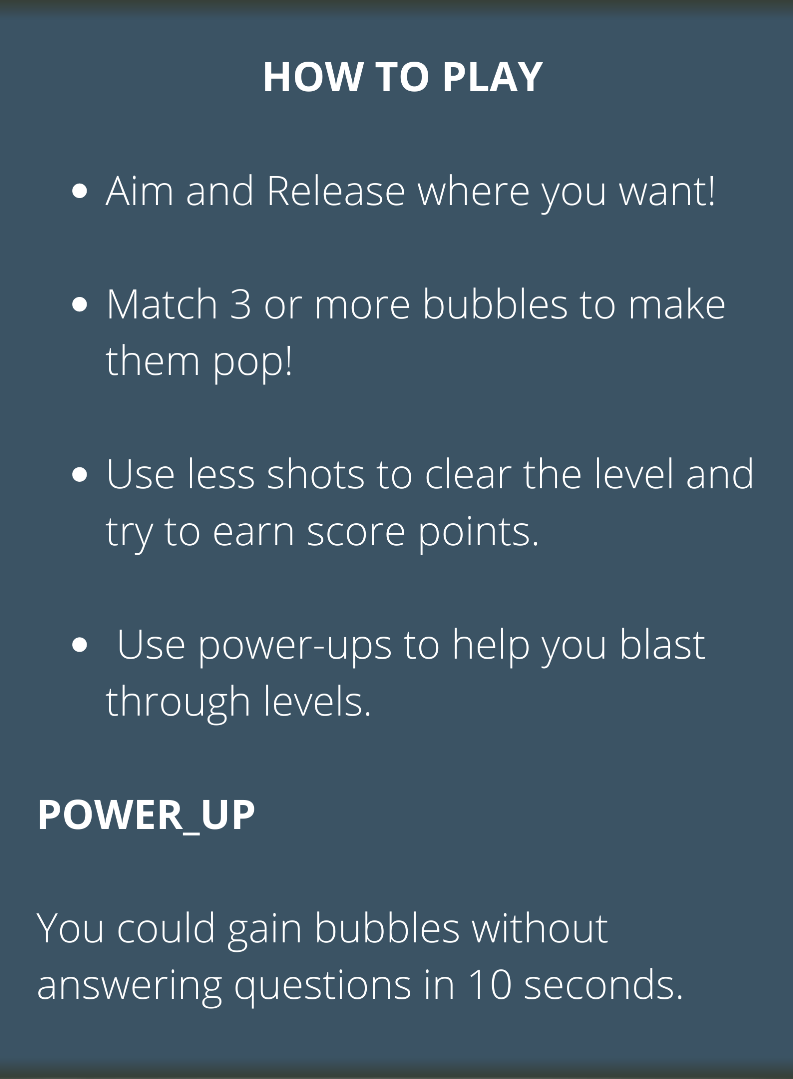 HOW TO PLAY
• Aim and Release where you want!
• Match 3 or more bubbles to make
them pop!
• Use less shots to clear the level and
try to earn score points.
• Use power-ups to help you blast
through levels.
POWER_UP
You could gain bubbles without
answering questions in 10 seconds.